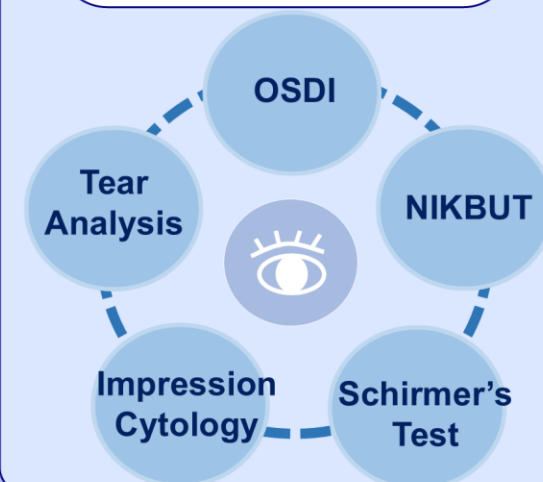 OSDI
Tear
Analysis
NIKBUT
Impression
Cytology
Schirmer's
Test